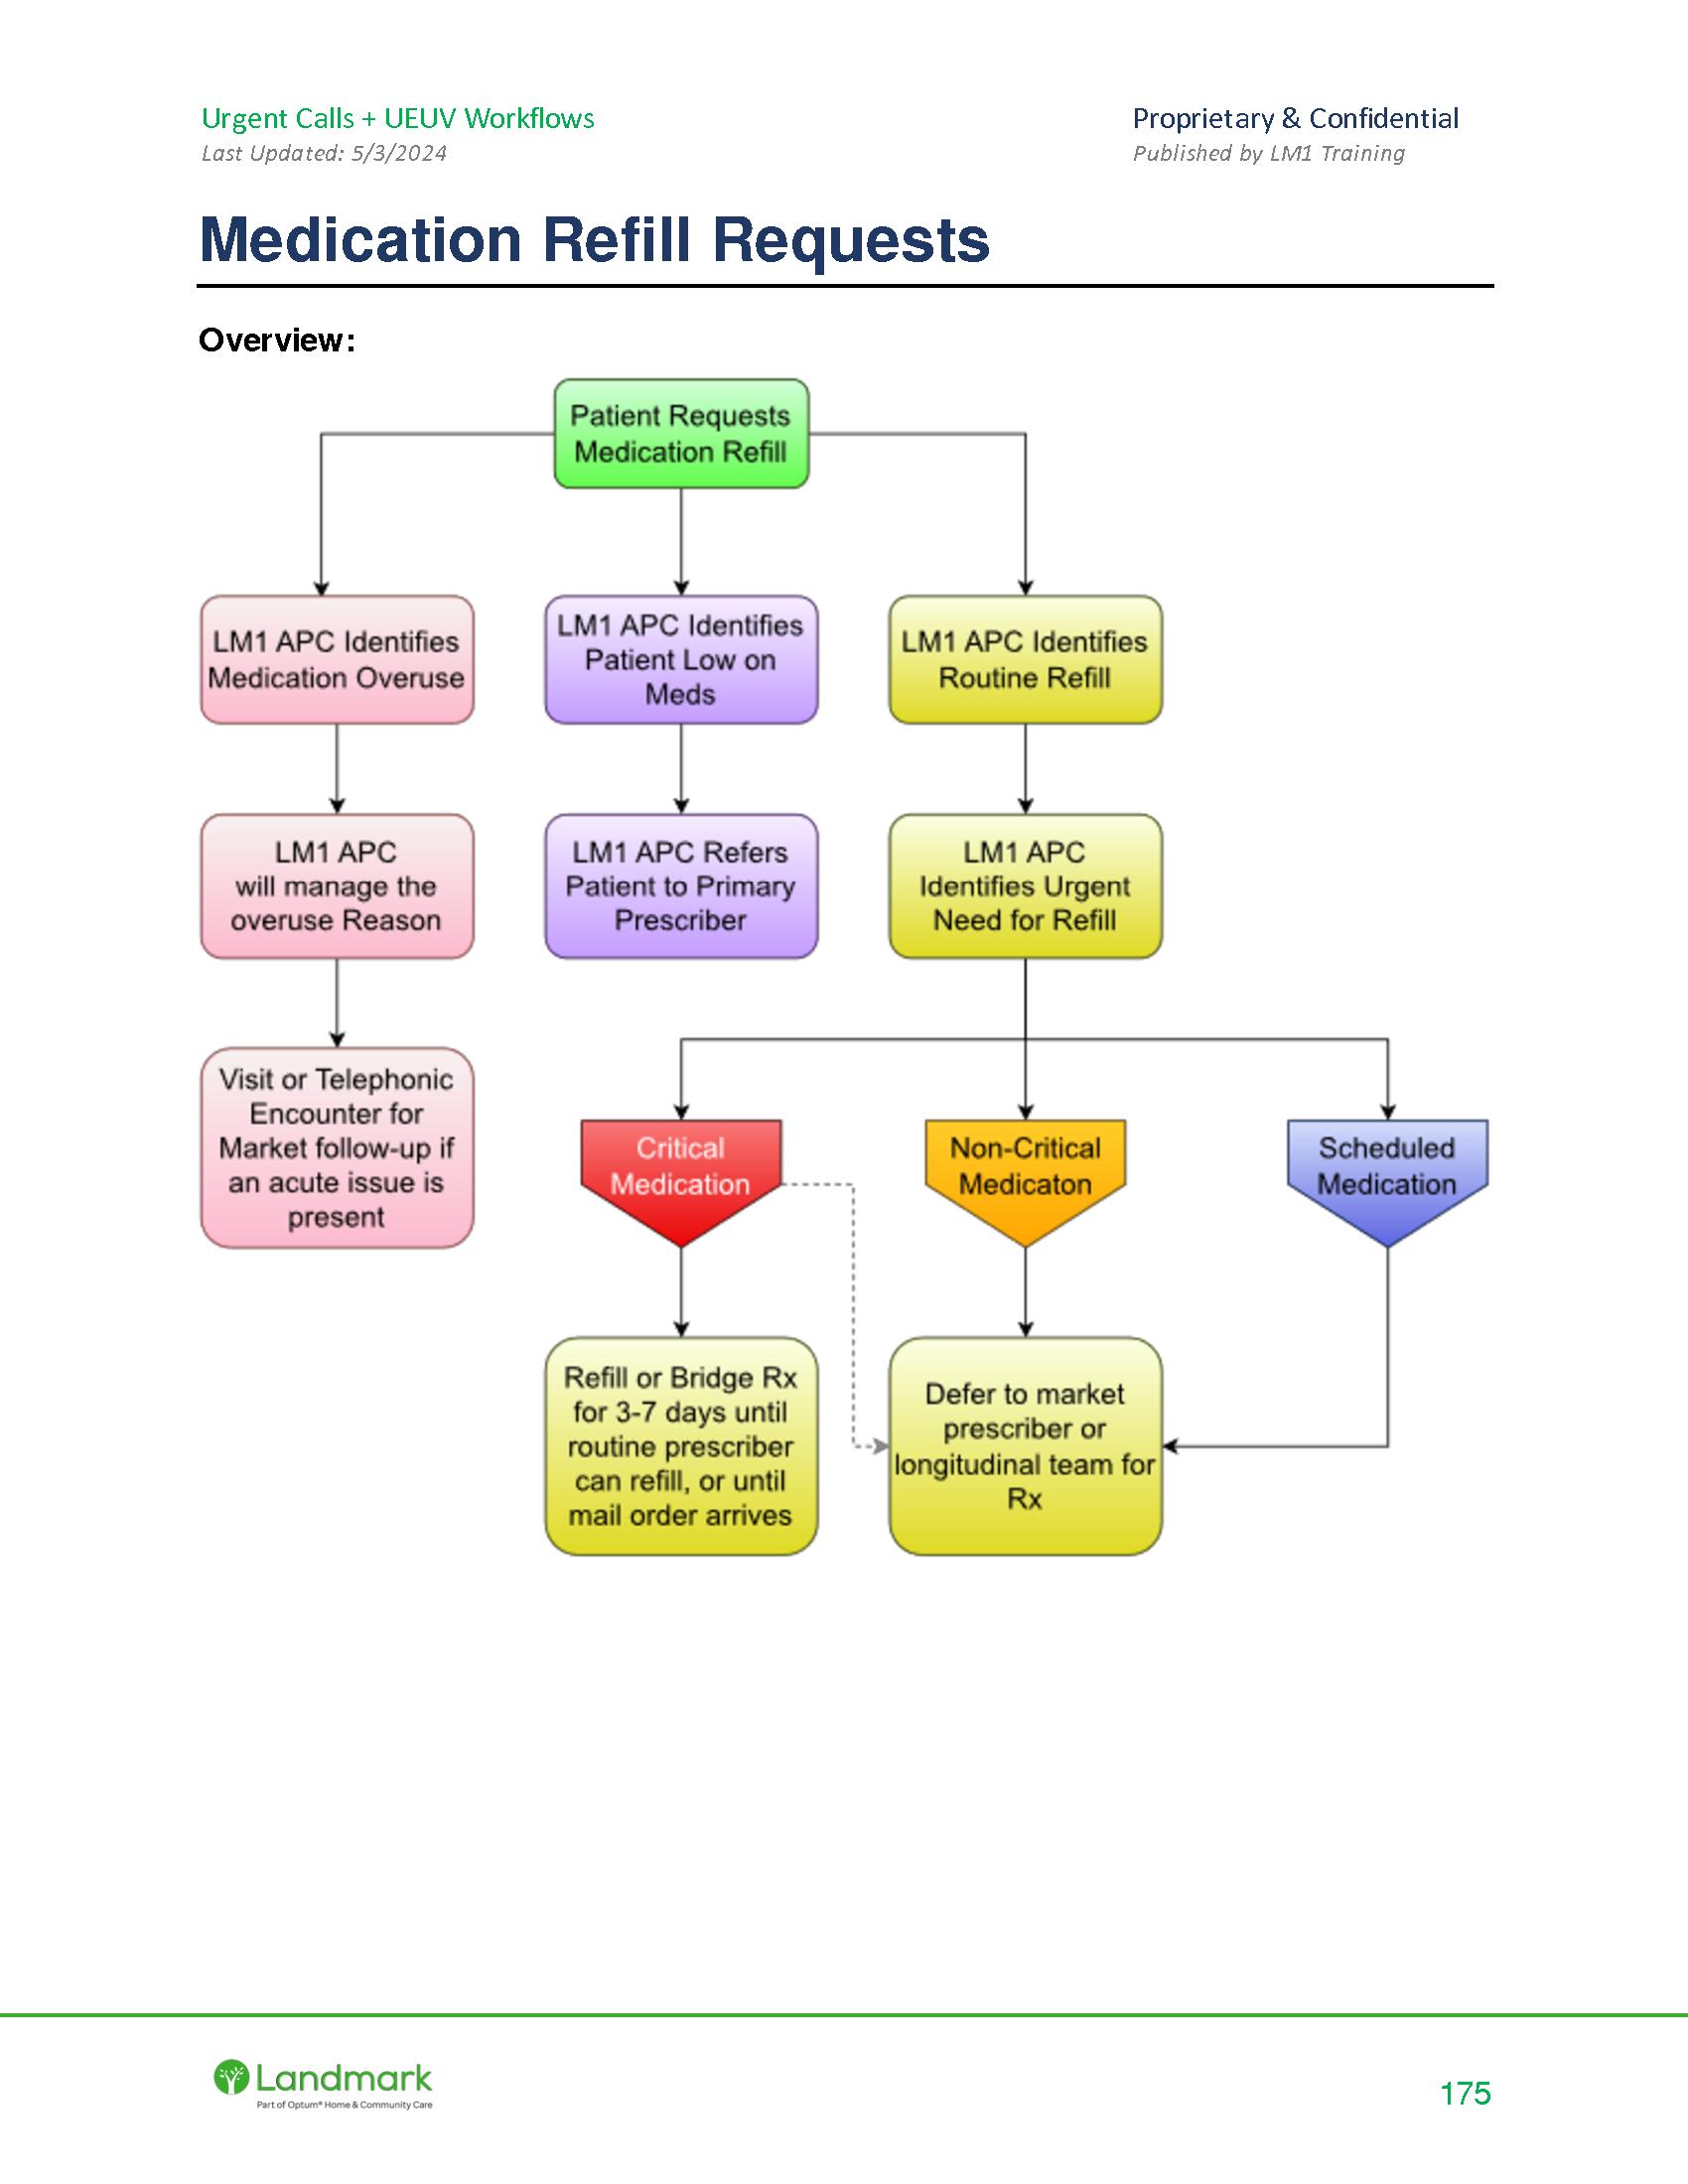 Urgent Calls + UEUV Workflows
Last Updated: 5/3/2024
Proprietary & Confidential
Published by LM1 Training
Medication Refill Requests
Overview:
Patient Requests
Medication Refill
LM1 APC Identifies
Medication Overuse
LM1 APC Identifies
Patient Low on
Meds
LM1 APC Identifies
Routine Refill
LM1 APC
will manage the
overuse Reason
LM1 APC Refers
Patient to Primary
Prescriber
LM1 APC
Identifies Urgent
Need for Refill
Visit or Telephonic
Encounter for
Market follow-up if
an acute issue is
present
Critical
Medication
Non-Critical
Medicaton
Scheduled
Medication
Refill or Bridge Rx
for 3-7 days until
routine prescriber
can refill, or until
mail order arrives
Defer to market
prescriber or
longitudinal team for
Rx
Landmark
Part of Optum® Home & Community Care
175